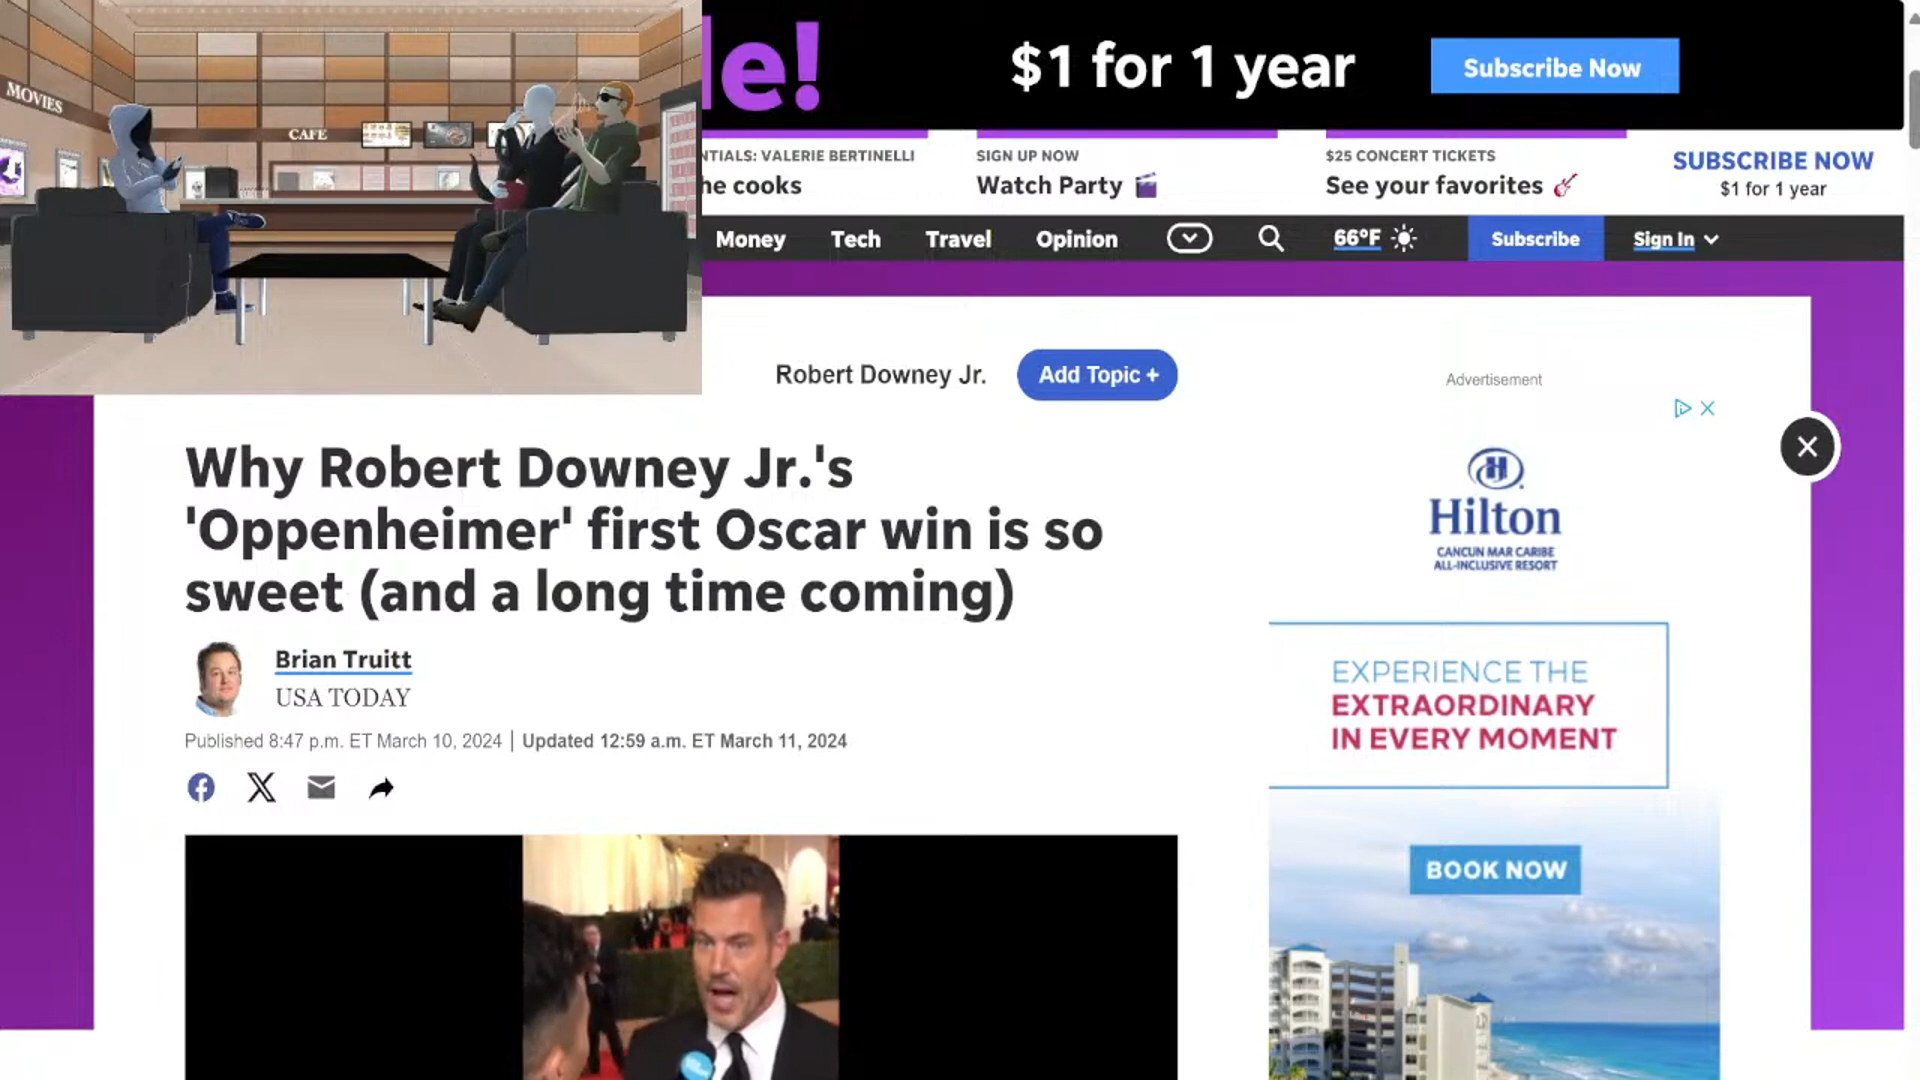 le!
$1 for 1 year
Subscribe Now
MOVIES
CAFE
NTIALS: VALERIE BERTINELLI
he cooks
SIGN UP NOW
Watch Party
$25 CONCERT TICKETS
See your favorites
SUBSCRIBE NOW
$1 for 1 year
Money
Tech
Travel
Opinion
66°F
Subscribe
Sign In
Robert Downey Jr.
Add Topic +
Advertisement
Why Robert Downey Jr.'s
'Oppenheimer' first Oscar win is so
sweet (and a long time coming)
Brian Truitt
USA TODAY
Published 8:47 p.m. ET March 10, 2024 | Updated 12:59 a.m. ET March 11, 2024
H
Hilton
CANCUN MAR CARIBE
ALL-INCLUSIVE RESORT
EXPERIENCE THE
EXTRAORDINARY
IN EVERY MOMENT
BOOK NOW